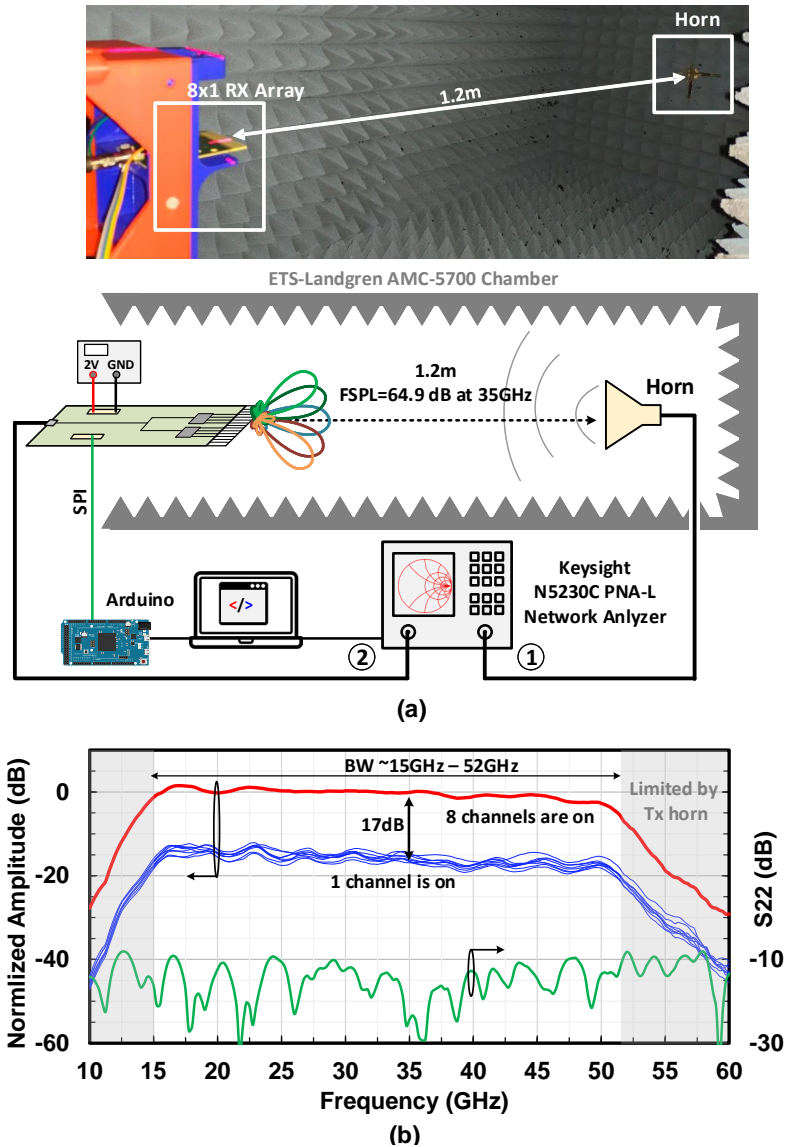 Horn
8x1 RX Array
1.2m
ETS-Landgren AMC-5700 Chamber
2V GND
1.2m
FSPL=64.9 dB at 35GHz
Horn
SPI
Arduino
</>
Keysight
N5230C PNA-L
Network Anlyzer
2 1
(a)
BW ~15GHz – 52GHz
Limited by
Tx horn
17dB
8 channels are on
1 channel is on
Normlized Amplitude (dB)
0
-20
-40
-60
S22 (dB)
-10
-30
10 15 20 25 30 35 40 45 50 55 60
Frequency (GHz)
(b)